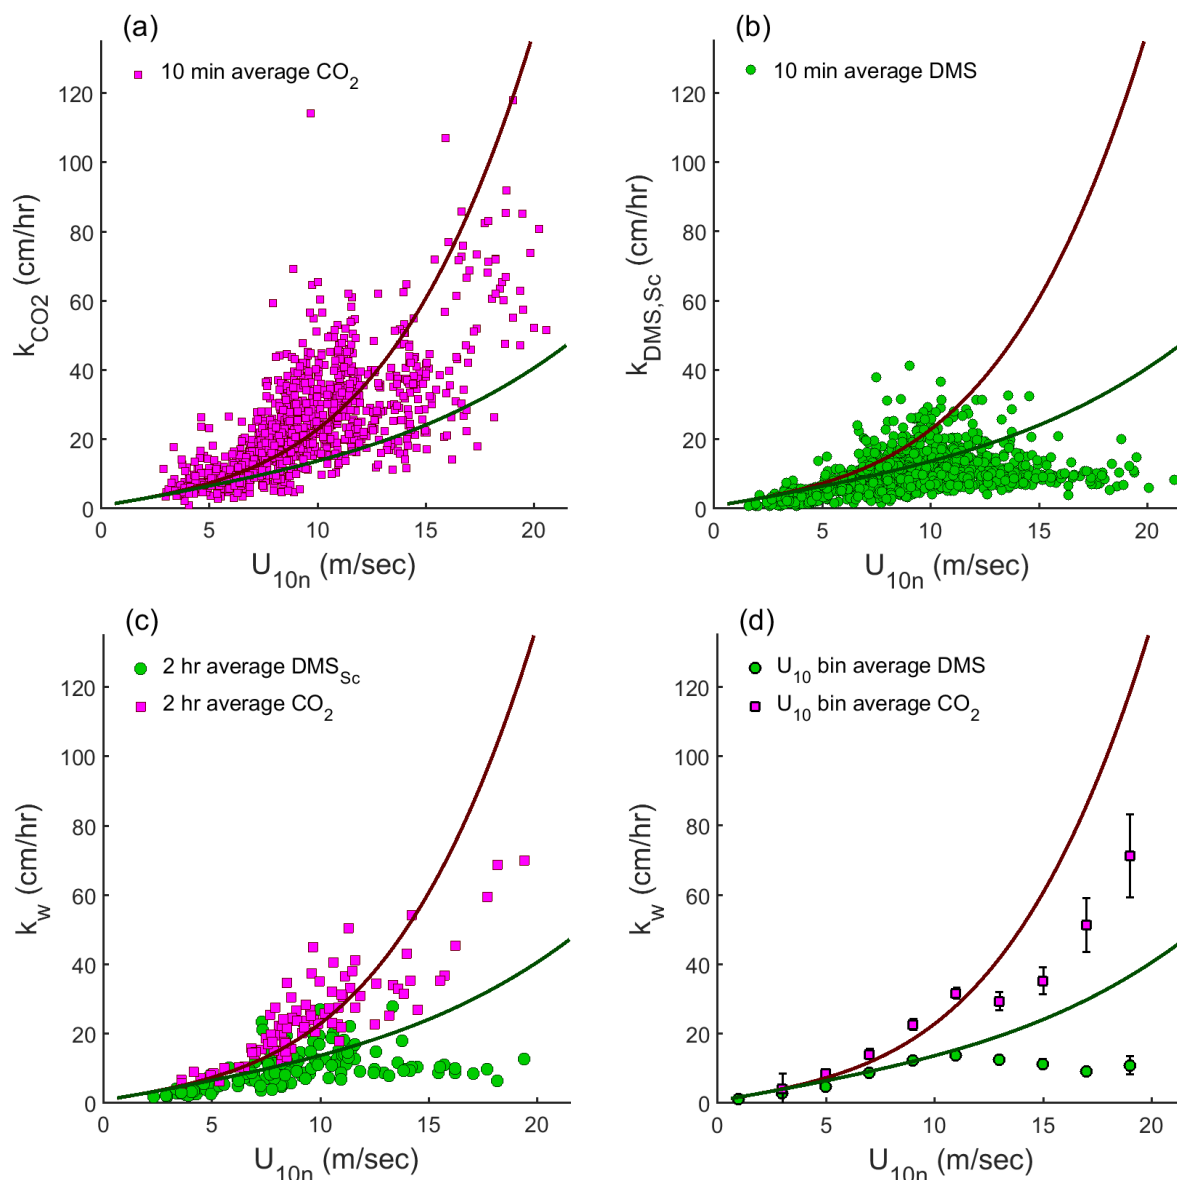 (a)
10 min average CO2
kCO2 (cm/hr)
120
100
80
60
40
20
0
0 5 10 15 20
U10n (m/sec)
(b)
10 min average DMS
kDMS,Sc (cm/hr)
120
100
80
60
40
20
0
0 5 10 15 20
U10n (m/sec)
(c)
2 hr average DMSSc
2 hr average CO2
kw (cm/hr)
120
100
80
60
40
20
0
0 5 10 15 20
U10n (m/sec)
(d)
U10 bin average DMS
U10 bin average CO2
kw (cm/hr)
120
100
80
60
40
20
0
0 5 10 15 20
U10n (m/sec)